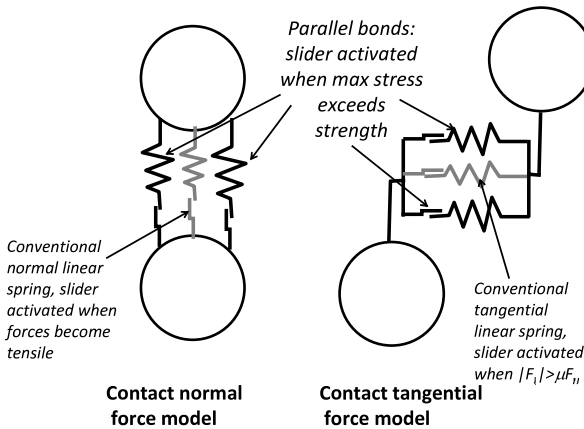 Parallel bonds:
slider activated
when max stress
exceeds
strength
Conventional
normal linear
spring, slider
activated when
forces become
tensile
Conventional
tangential
linear spring,
slider activated
when |Fₜ|>μFₙ
Contact normal
force model
Contact tangential
force model